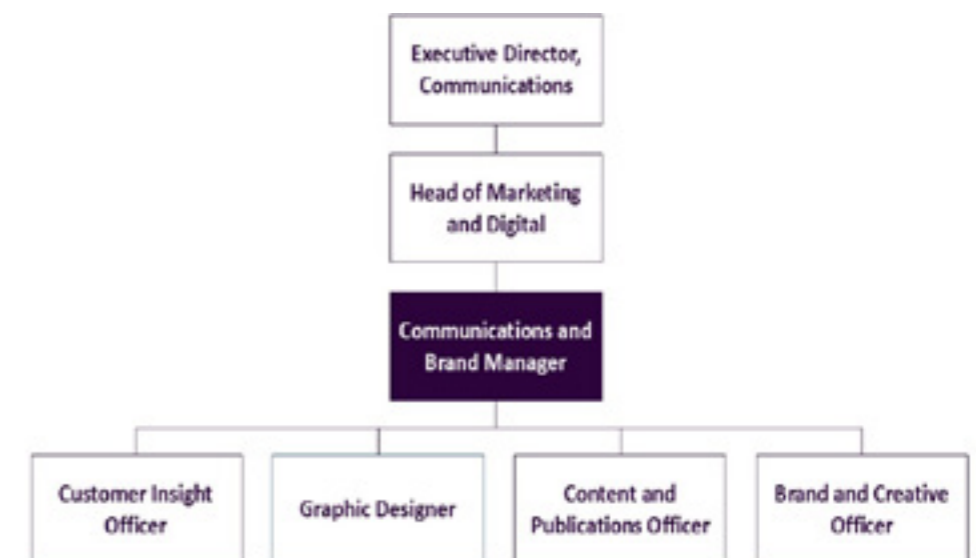 Executive Director,
Communications
Head of Marketing
and Digital
Communications and
Brand Manager
Customer Insight
Officer
Graphic Designer
Content and
Publications Officer
Brand and Creative
Officer